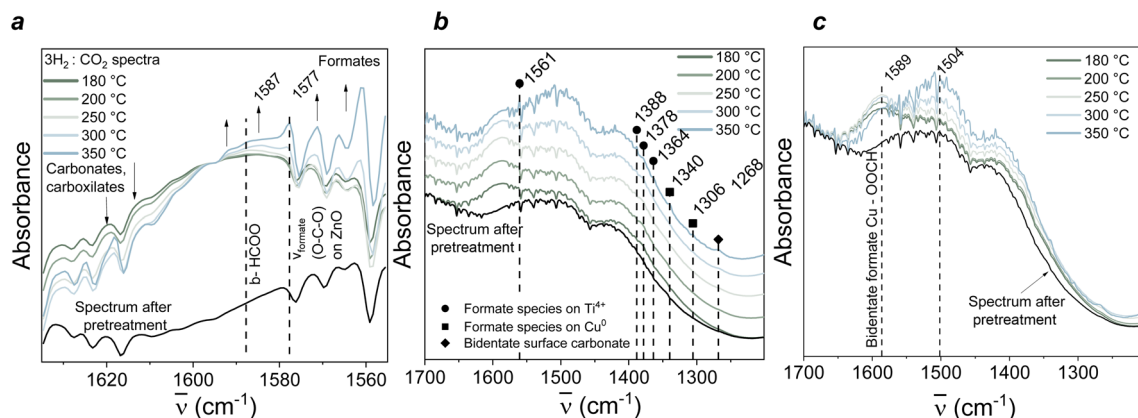 a
3H2 : CO2 spectra
180 °C
200 °C
250 °C
300 °C
350 °C
Carbonates,
carboxilates
1587
1577
Formates
b- HCOO
νformate
(O-C-O)
on ZnO
Spectrum after
pretreatment
Absorbance
1620
1600
1580
1560
ν̅ (cm-1)
b
1561
180 °C
200 °C
250 °C
300 °C
350 °C
1388
1378
1364
1340
1306
1268
Spectrum after
pretreatment
Formate species on Ti4+
Formate species on Cu0
Bidentate surface carbonate
Absorbance
1700
1600
1500
1400
1300
ν̅ (cm-1)
c
1589
1504
180 °C
200 °C
250 °C
300 °C
350 °C
Bidentate formate Cu - OOCH
Spectrum after
pretreatment
Absorbance
1700
1600
1500
1400
1300
ν̅ (cm-1)